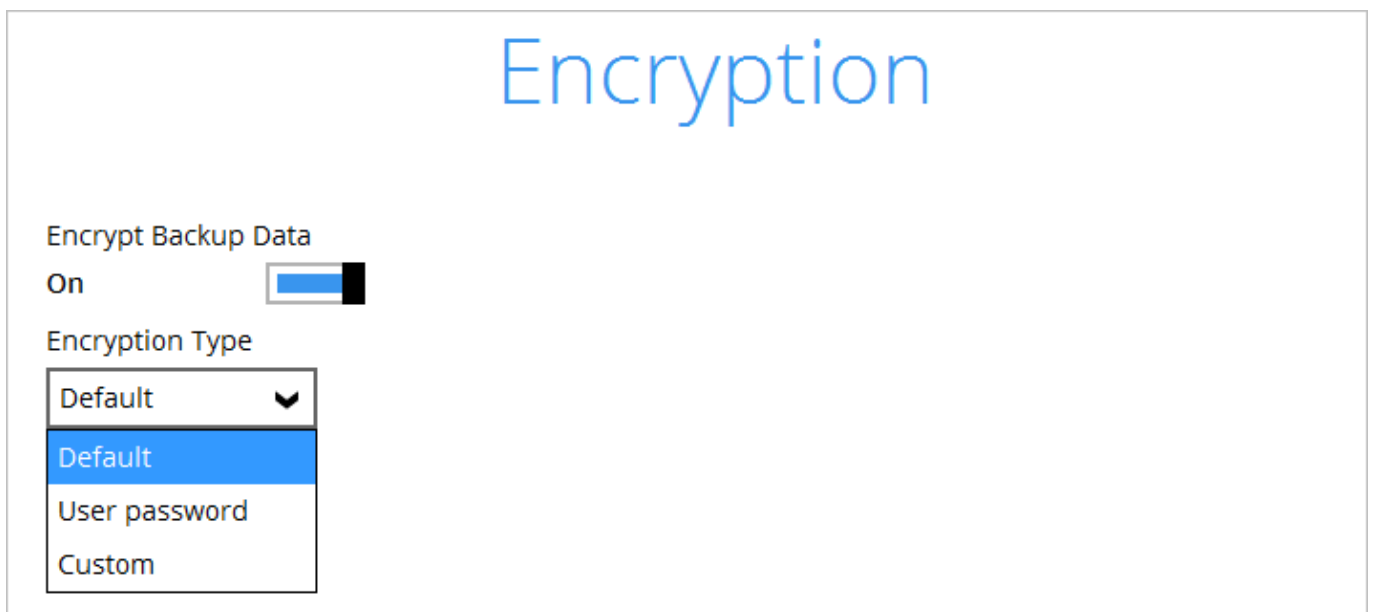 Encryption
Encrypt Backup Data
On
Encryption Type
Default
Default
User password
Custom